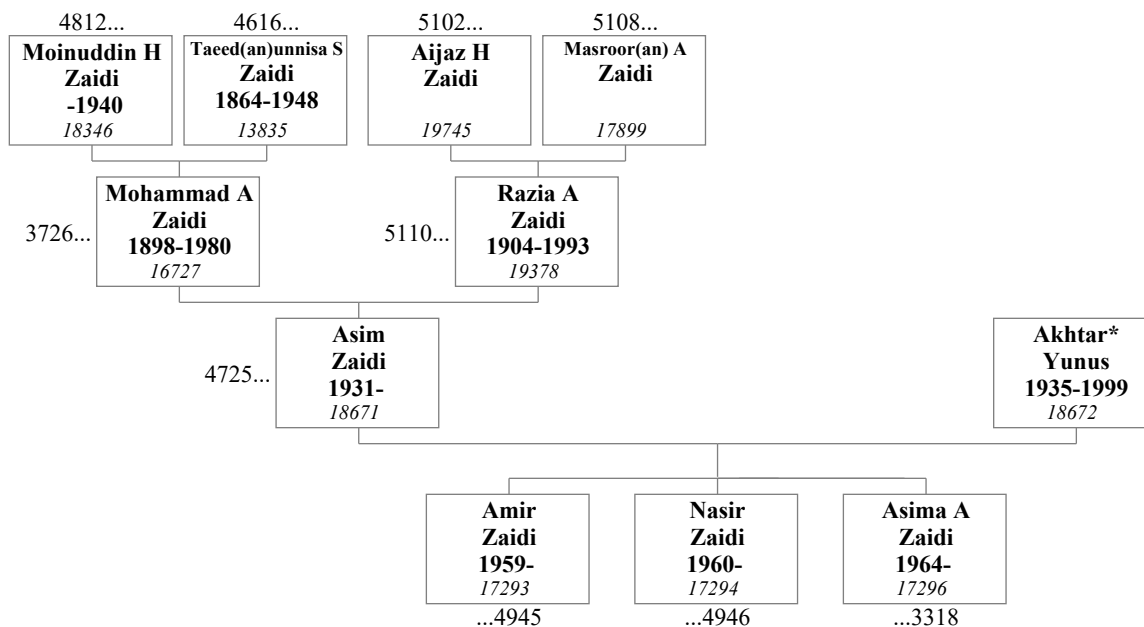 4812...
4616...
5102...
5108...
Moinuddin H
Zaidi
-1940
18346
Taeed(an)unnisa S
Zaidi
1864-1948
13835
Aijaz H
Zaidi
19745
Masroor(an) A
Zaidi
17899
3726...
Mohammad A
Zaidi
1898-1980
16727
5110...
Razia A
Zaidi
1904-1993
19378
4725...
Asim
Zaidi
1931-
18671
Akhtar*
Yunus
1935-1999
18672
Amir
Zaidi
1959-
17293
...4945
Nasir
Zaidi
1960-
17294
...4946
Asima A
Zaidi
1964-
17296
...3318